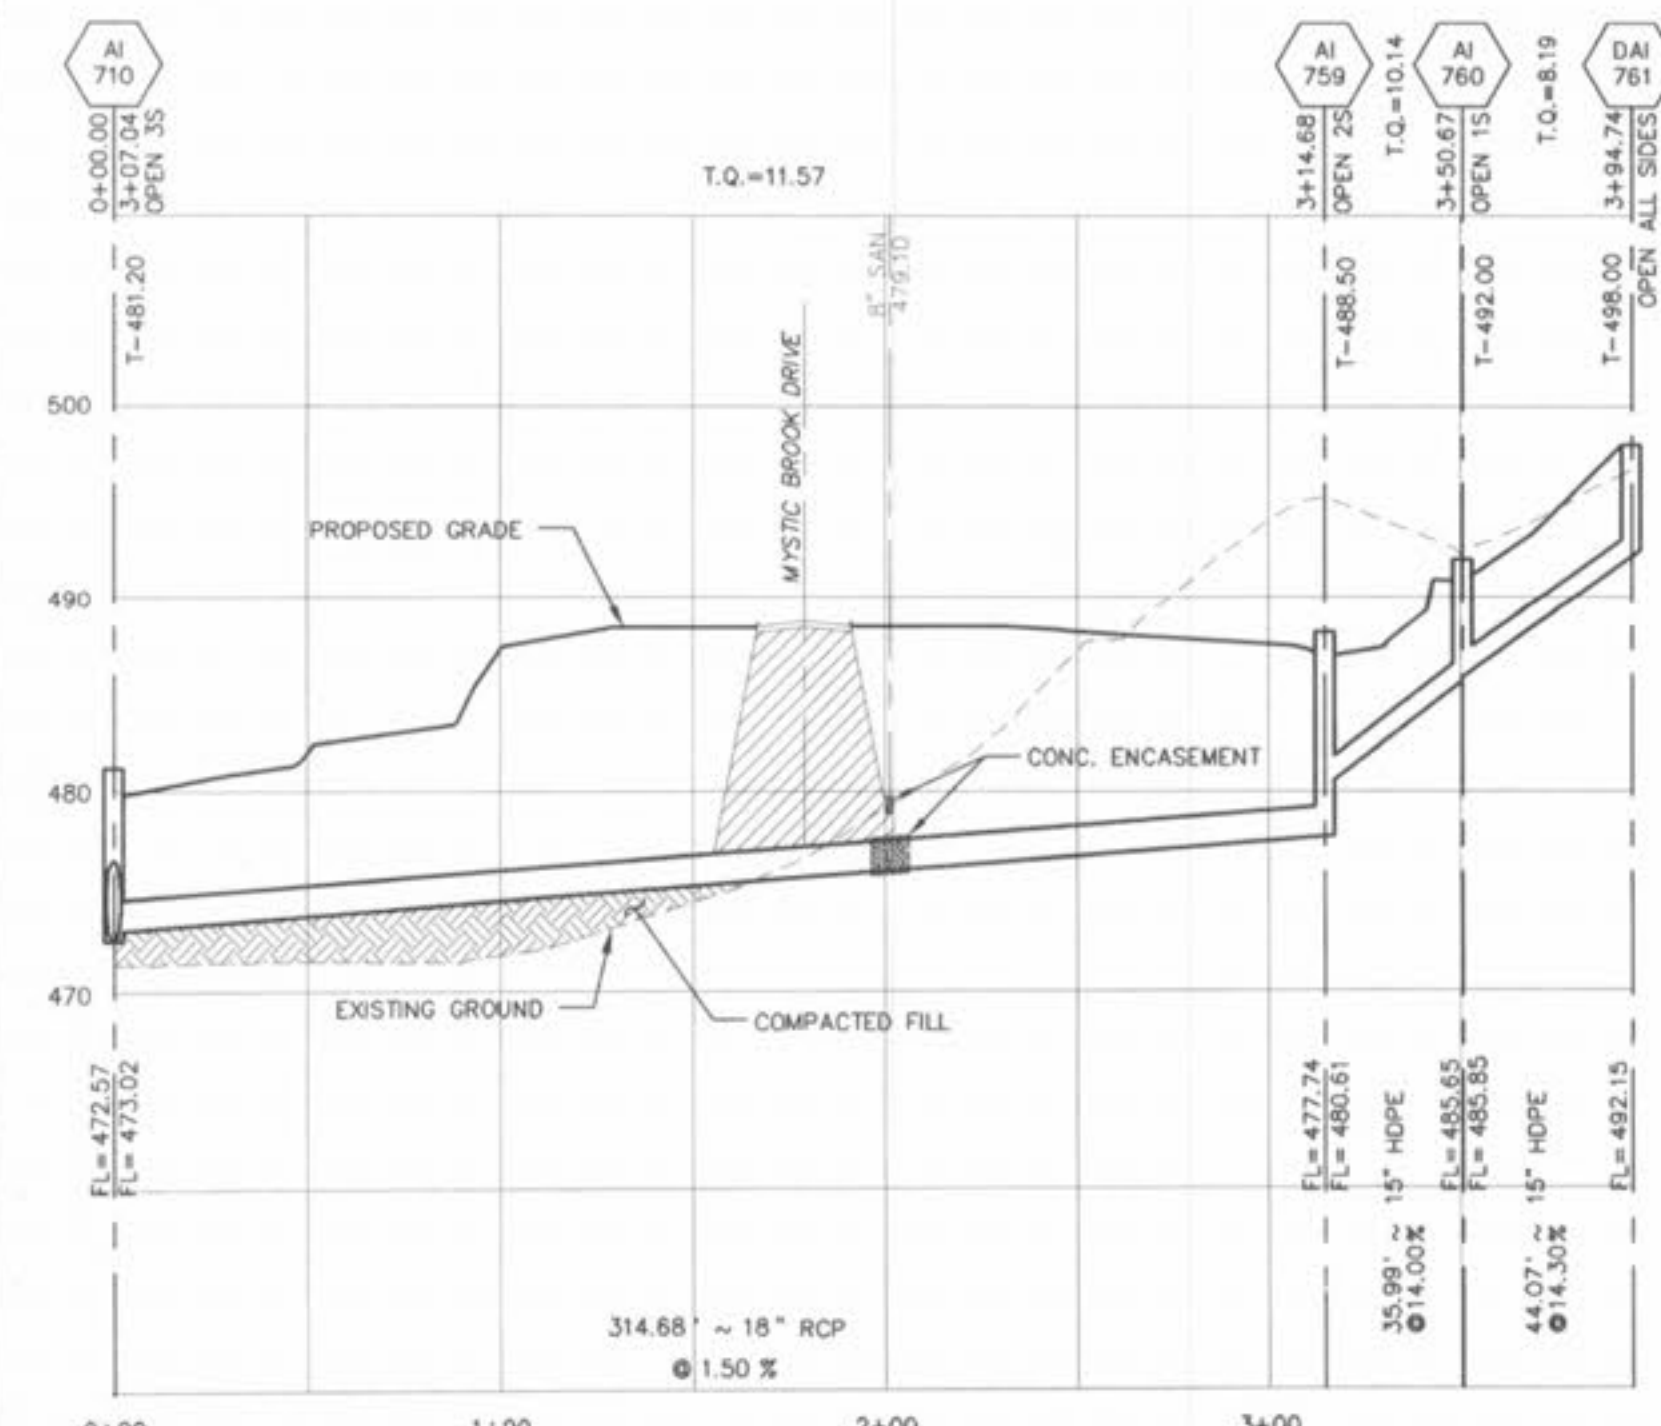 AI
710
0+00.00
3+07.04
OPEN 3S
T-481.20
T.Q.=11.57
8" SAN
479.10
MYSTIC BROOK DRIVE
AI
759
3+14.68
OPEN 2S
T-488.50
T.Q.=10.14
AI
760
3+50.67
OPEN 1S
T-492.00
T.Q.=8.19
DAI
761
3+94.74
OPEN ALL SIDES
T-498.00
500
490
480
470
PROPOSED GRADE
CONC. ENCASEMENT
EXISTING GROUND
COMPACTED FILL
FL= 472.57
FL= 473.02
FL= 477.74
FL= 480.61
35.99' ~ 15" HDPE
@14.00%
FL= 485.65
FL= 485.85
44.07' ~ 15" HDPE
@14.30%
FL= 492.15
314.68' ~ 18" RCP
@ 1.50 %
1+00
2+00
3+00